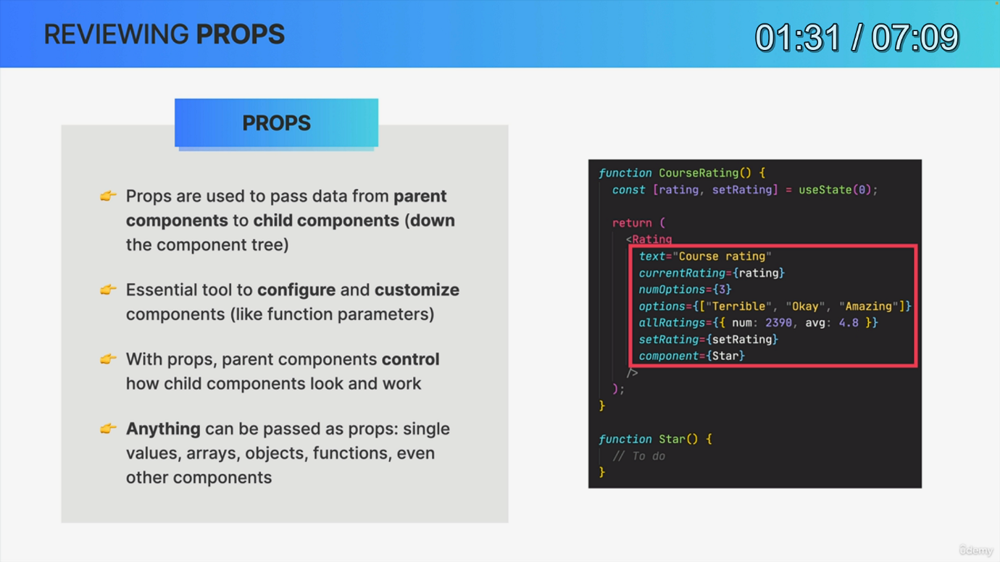 REVIEWING PROPS
01:31 / 07:09
PROPS
👉 Props are used to pass data from parent
components to child components (down
the component tree)
👉 Essential tool to configure and customize
components (like function parameters)
👉 With props, parent components control
how child components look and work
👉 Anything can be passed as props: single
values, arrays, objects, functions, even
other components
function CourseRating() {
const [rating, setRating] = useState(0);
return (
<Rating
text="Course rating"
currentRating={rating}
numOptions={3}
options={["Terrible", "Okay", "Amazing"]}
allRatings={{ num: 2390, avg: 4.8 }}
setRating={setRating}
component={Star}
/>
);
}
function Star() {
// To do
}
ûdemy